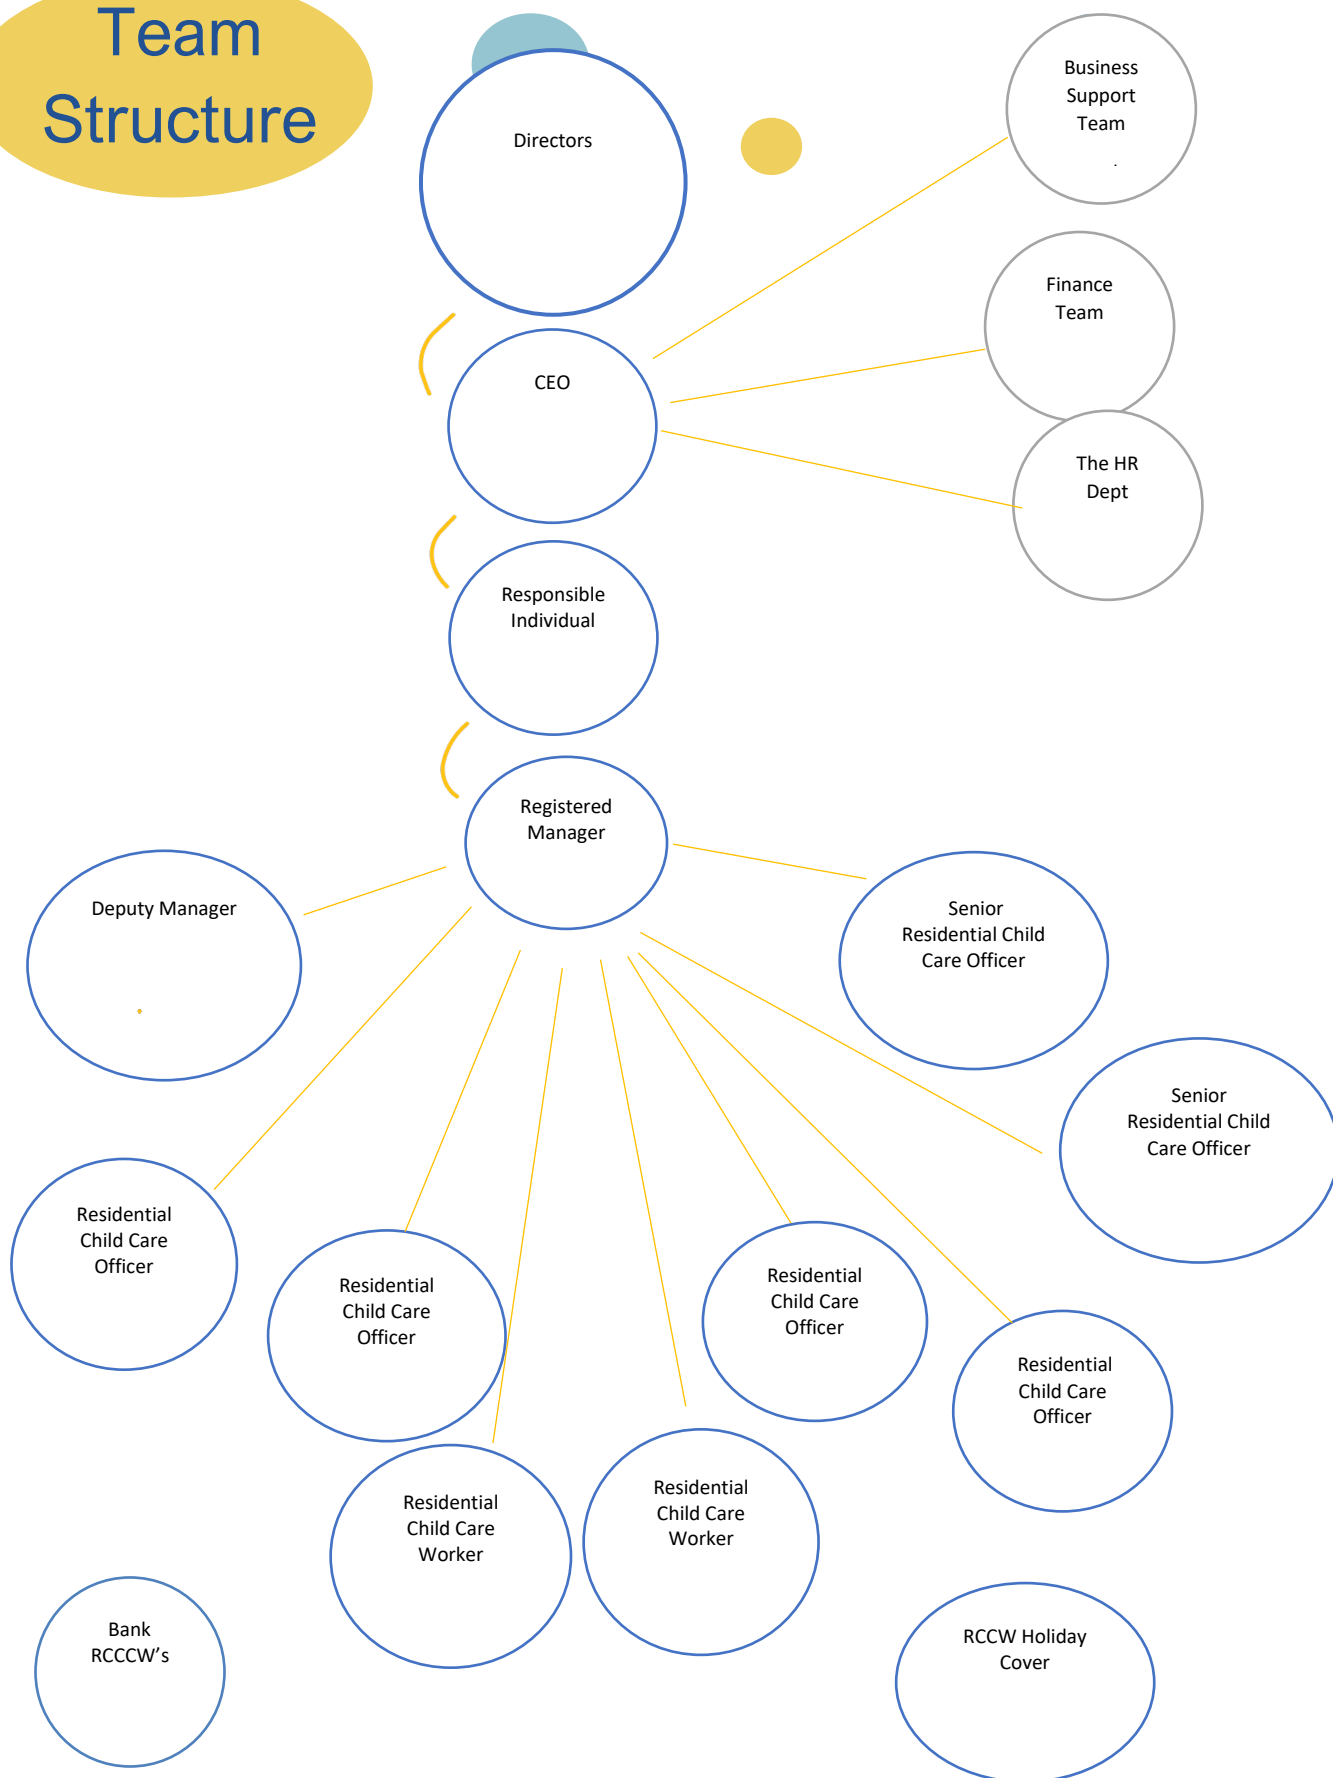 Team
Structure
Directors
Business
Support
Team
.
Finance
Team
CEO
The HR
Dept
Responsible
Individual
Registered
Manager
Deputy Manager
Senior
Residential Child
Care Officer
Senior
Residential Child
Care Officer
Residential
Child Care
Officer
Residential
Child Care
Officer
Residential
Child Care
Officer
Residential
Child Care
Officer
Residential
Child Care
Worker
Residential
Child Care
Worker
Bank
RCCCW’s
RCCW Holiday
Cover